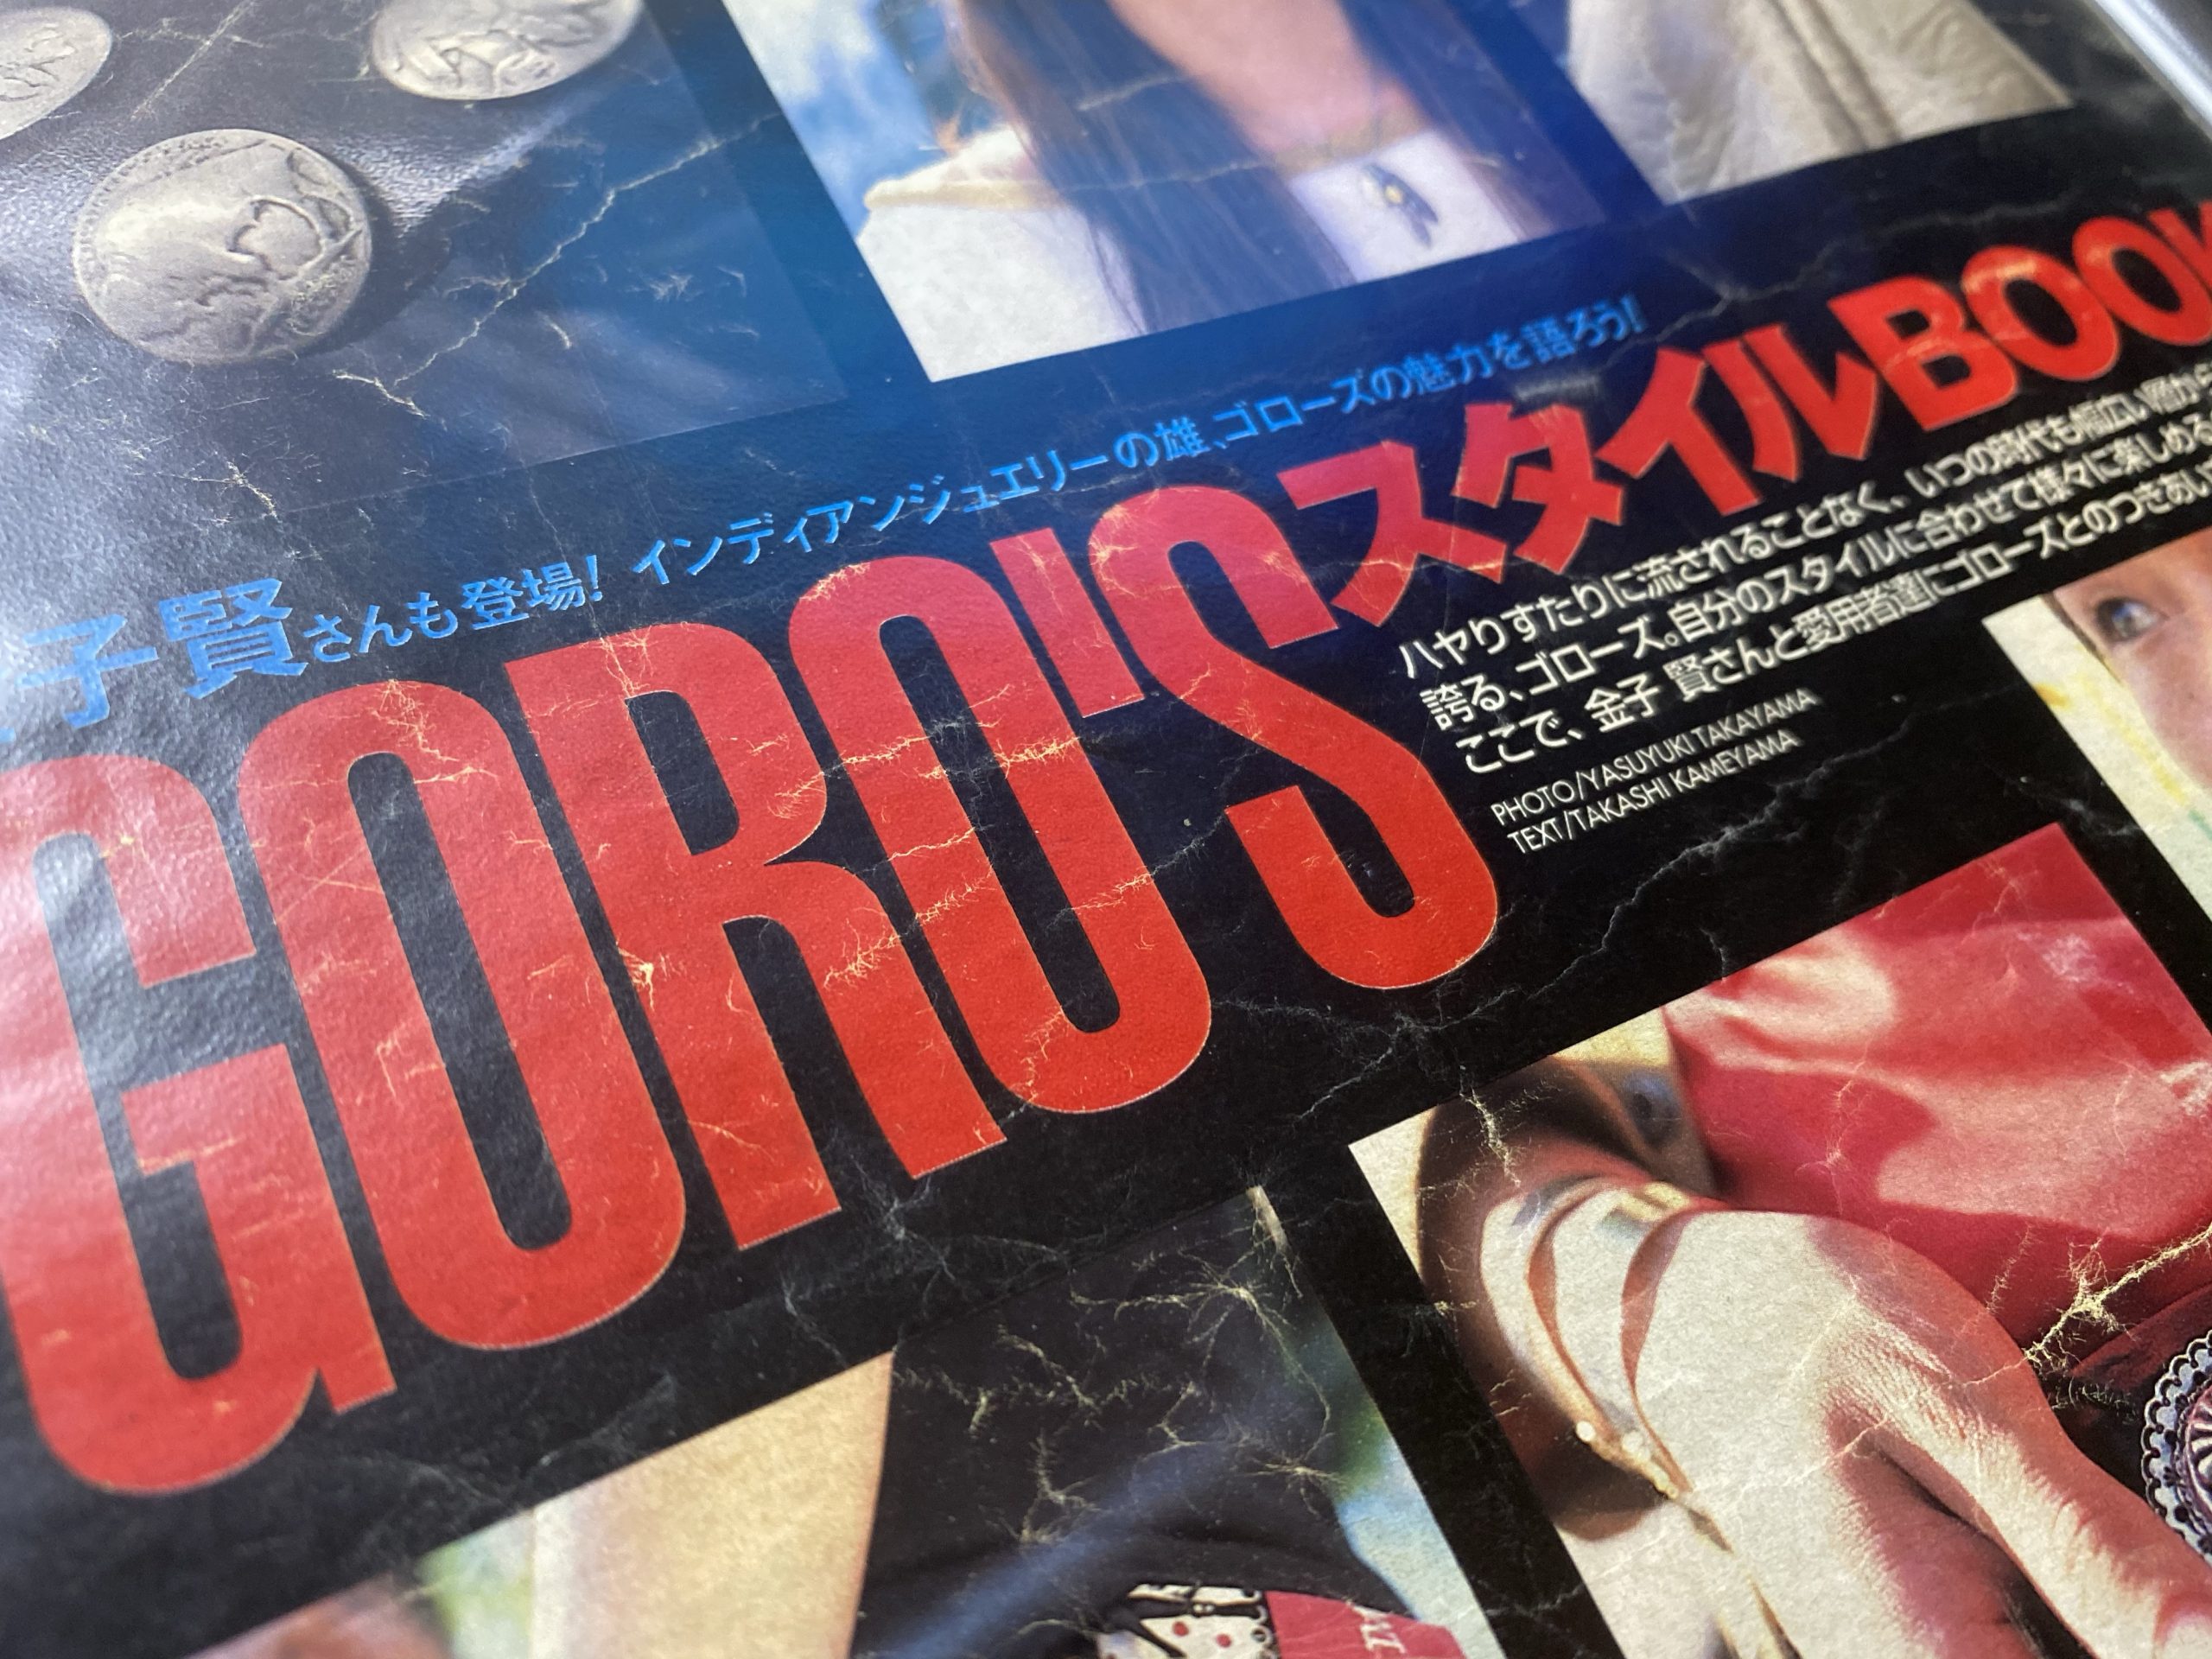 子 賢さんも登場! インディアンジュエリーの雄、ゴローズの魅力を語ろう!
GORO'SスタイルBOOK
ハヤりすたりに流されることなく、いつの時代も幅広い層から
誇る、ゴローズ。自分のスタイルに合わせて様々に楽しめる
ここで、金子 賢さんと愛用者達にゴローズとのつきあい
PHOTO/YASUYUKI TAKAYAMA
TEXT/TAKASHI KAMEYAMA